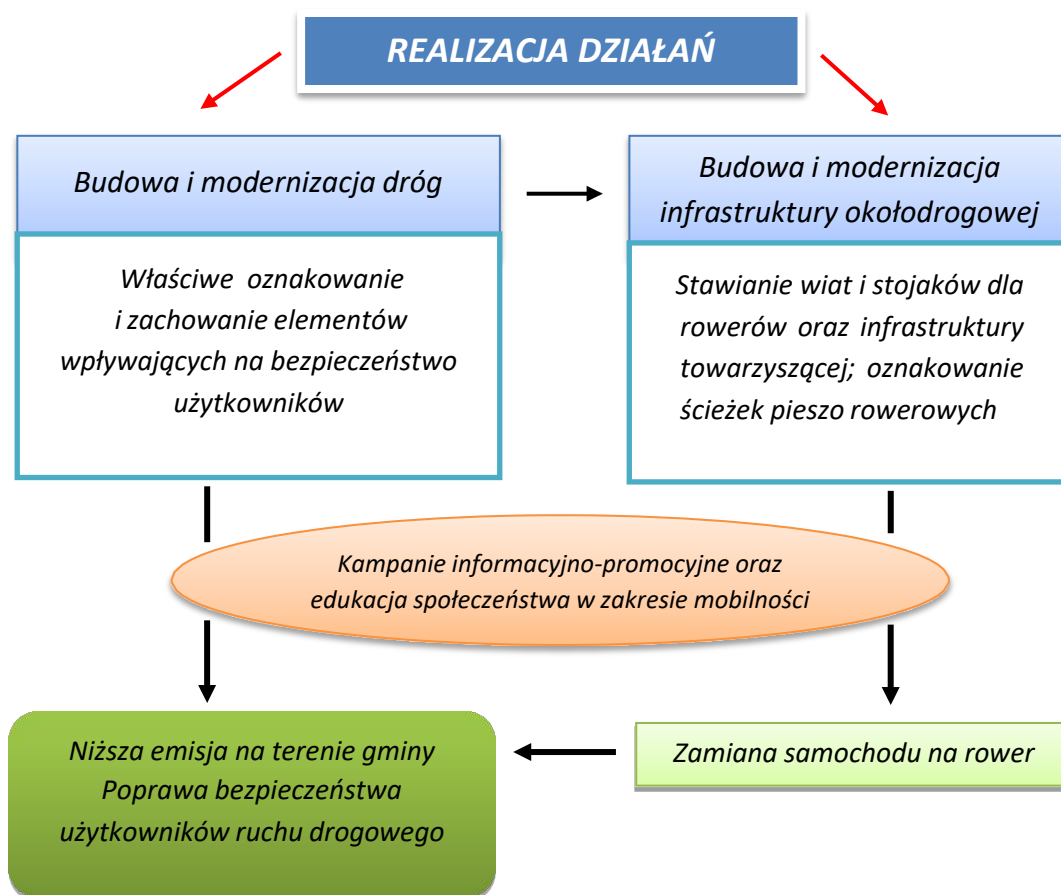 REALIZACJA DZIAŁAŃ
Budowa i modernizacja dróg
Właściwe oznakowanie
i zachowanie elementów
wpływających na bezpieczeństwo
użytkowników
Budowa i modernizacja
infrastruktury okołodrogowej
Stawianie wiat i stojaków dla
rowerów oraz infrastruktury
towarzyszącej; oznakowanie
ścieżek pieszo rowerowych
Kampanie informacyjno-promocyjne oraz
edukacja społeczeństwa w zakresie mobilności
Niższa emisja na terenie gminy
Poprawa bezpieczeństwa
użytkowników ruchu drogowego
Zamiana samochodu na rower